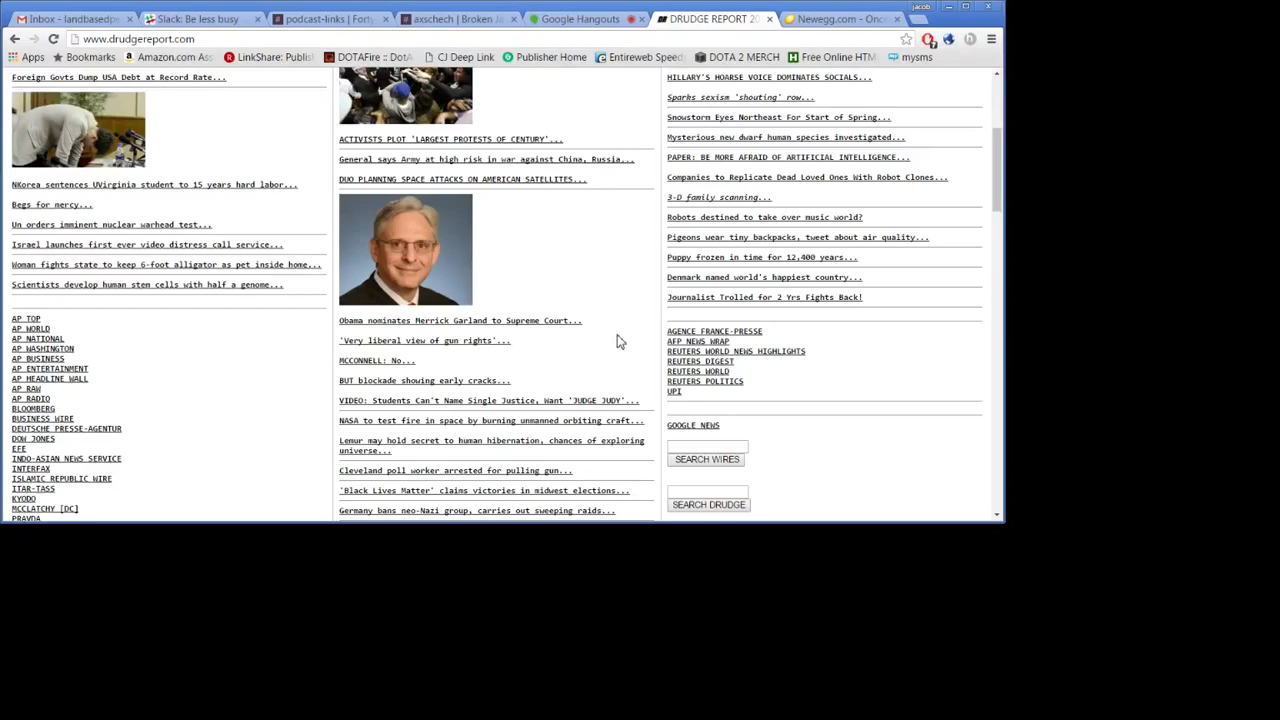 jacob
Inbox - landbasedpe
Slack: Be less busy
podcast-links | Forty
axschech | Broken J
Google Hangouts
DRUDGE REPORT 20
Newegg.com - Onc
www.drudgereport.com
Apps
Bookmarks
Amazon.com As
LinkShare: Publis
DOTAFire :: DotA
CJ Deep Link
Publisher Home
Entireweb Speed
DOTA 2 MERCH
Free Online HTM
mysms
Foreign Govts Dump USA Debt at Record Rate...
NKorea sentences UVirginia student to 15 years hard labor...
Begs for mercy...
Un orders imminent nuclear warhead test...
Israel launches first ever video distress call service...
Woman fights state to keep 6-foot alligator as pet inside home...
Scientists develop human stem cells with half a genome...
AP TOP
AP WORLD
AP NATIONAL
AP WASHINGTON
AP BUSINESS
AP ENTERTAINMENT
AP HEADLINE WALL
AP RAW
AP RADIO
BLOOMBERG
BUSINESS WIRE
DEUTSCHE PRESSE-AGENTUR
DOW JONES
EFE
INDO-ASIAN NEWS SERVICE
INTERFAX
ISLAMIC REPUBLIC WIRE
ITAR-TASS
KYODO
MCCLATCHY [DC]
PRAVDA
ACTIVISTS PLOT 'LARGEST PROTESTS OF CENTURY'...
General says Army at high risk in war against China, Russia...
DUO PLANNING SPACE ATTACKS ON AMERICAN SATELLITES...
Obama nominates Merrick Garland to Supreme Court...
'Very liberal view of gun rights'...
MCCONNELL: No...
BUT blockade showing early cracks...
VIDEO: Students Can't Name Single Justice, Want 'JUDGE JUDY'...
NASA to test fire in space by burning unmanned orbiting craft...
Lemur may hold secret to human hibernation, chances of exploring
universe...
Cleveland poll worker arrested for pulling gun...
'Black Lives Matter' claims victories in midwest elections...
Germany bans neo-Nazi group, carries out sweeping raids...
HILLARY'S HOARSE VOICE DOMINATES SOCIALS...
Sparks sexism 'shouting' row...
Snowstorm Eyes Northeast For Start of Spring...
Mysterious new dwarf human species investigated...
PAPER: BE MORE AFRAID OF ARTIFICIAL INTELLIGENCE...
Companies to Replicate Dead Loved Ones With Robot Clones...
3-D family scanning...
Robots destined to take over music world?
Pigeons wear tiny backpacks, tweet about air quality...
Puppy frozen in time for 12,400 years...
Denmark named world's happiest country...
Journalist Trolled for 2 Yrs Fights Back!
AGENCE FRANCE-PRESSE
AFP NEWS WRAP
REUTERS WORLD NEWS HIGHLIGHTS
REUTERS DIGEST
REUTERS WORLD
REUTERS POLITICS
UPI
GOOGLE NEWS
SEARCH WIRES
SEARCH DRUDGE